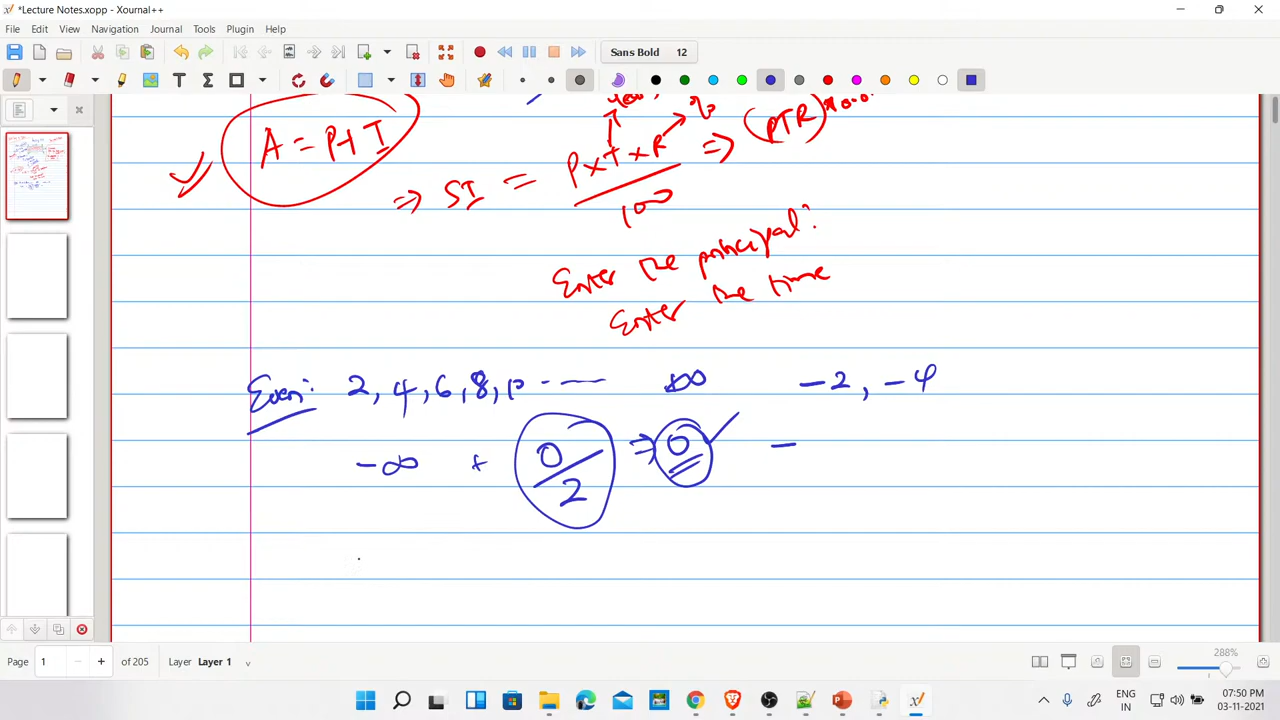 *Lecture Notes.xopp - Xournal++
File Edit View Navigation Journal Tools Plugin Help
Sans Bold 12
A = P + I
⇒ SI = P x T x R % ⇒ (PTR)
100
Enter the principal:
Enter the time
Even: 2, 4, 6, 8, 10 ----- ∞ -2, -4
-∞ + 0/2 ⇒ 0 -
Page 1 of 205 Layer Layer 1
288%
ENG
IN
07:50 PM
03-11-2021